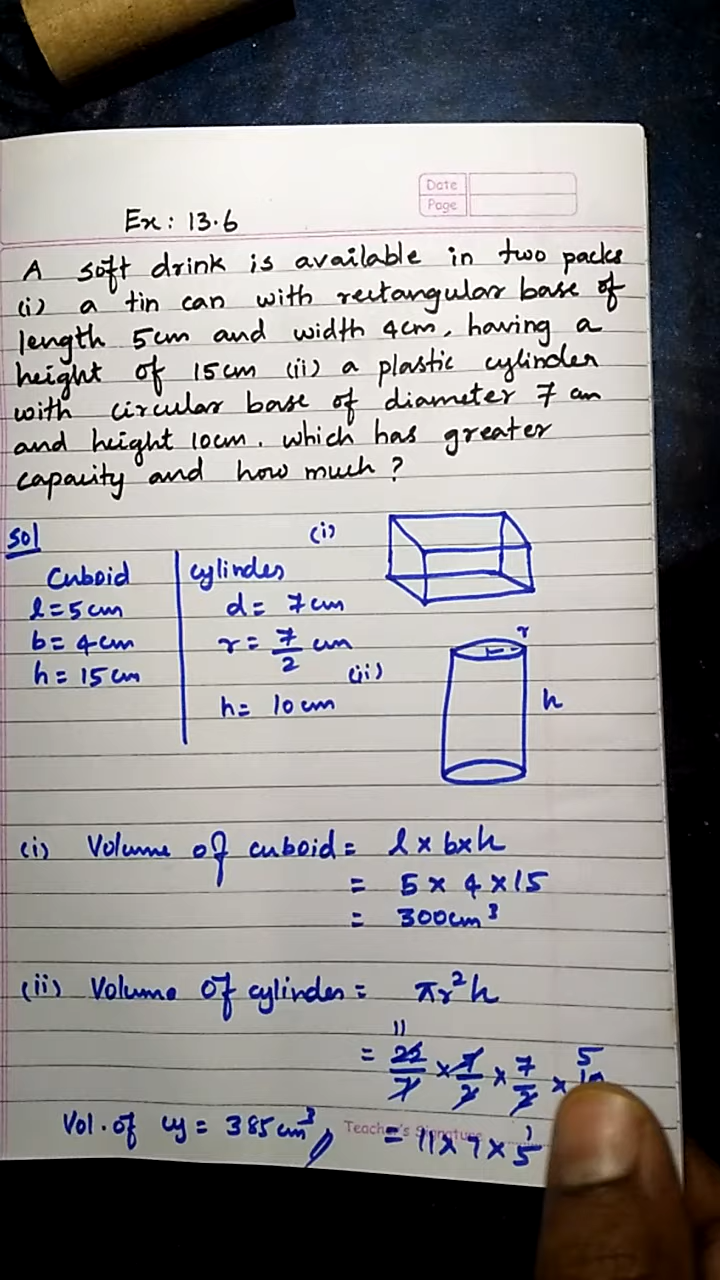 Date
Page
Ex: 13.6
A soft drink is available in two packs
(i) a tin can with rectangular base of
length 5cm and width 4cm, having a
height of 15cm (ii) a plastic cylinder
with circular base of diameter 7 cm
and height 10cm. which has greater
capacity and how much?
Sol
Cuboid
l=5cm
b=4cm
h=15cm
cylinder
d= 7cm
r= 7/2 cm
h= 10cm
(i)
(ii)
r
h
(i) Volume of cuboid = l×b×h
= 5 × 4 ×15
= 300cm³
(ii) Volume of cylinder = πr²h
11 5
= 22/7 × 7/2 × 7/2 ×
Vol. of cy = 385cm³
Teacher's Signature
= 11×7×5